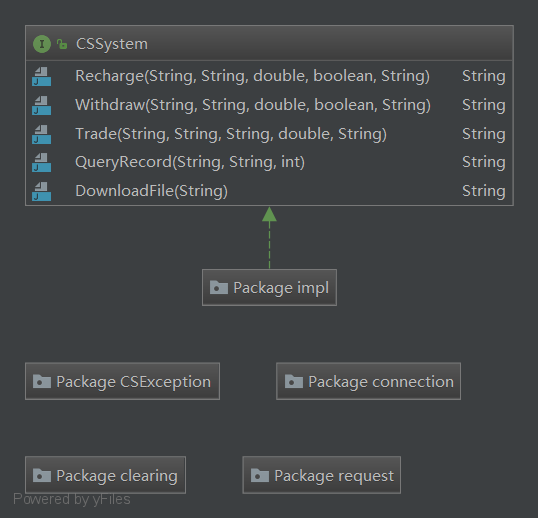 I CSSystem
Recharge(String, String, double, boolean, String) String
Withdraw(String, String, double, boolean, String) String
Trade(String, String, String, double, String) String
QueryRecord(String, String, int) String
DownloadFile(String) String
Package impl
Package CSEception
Package connection
Package clearing
Package request
Powered by yFiles